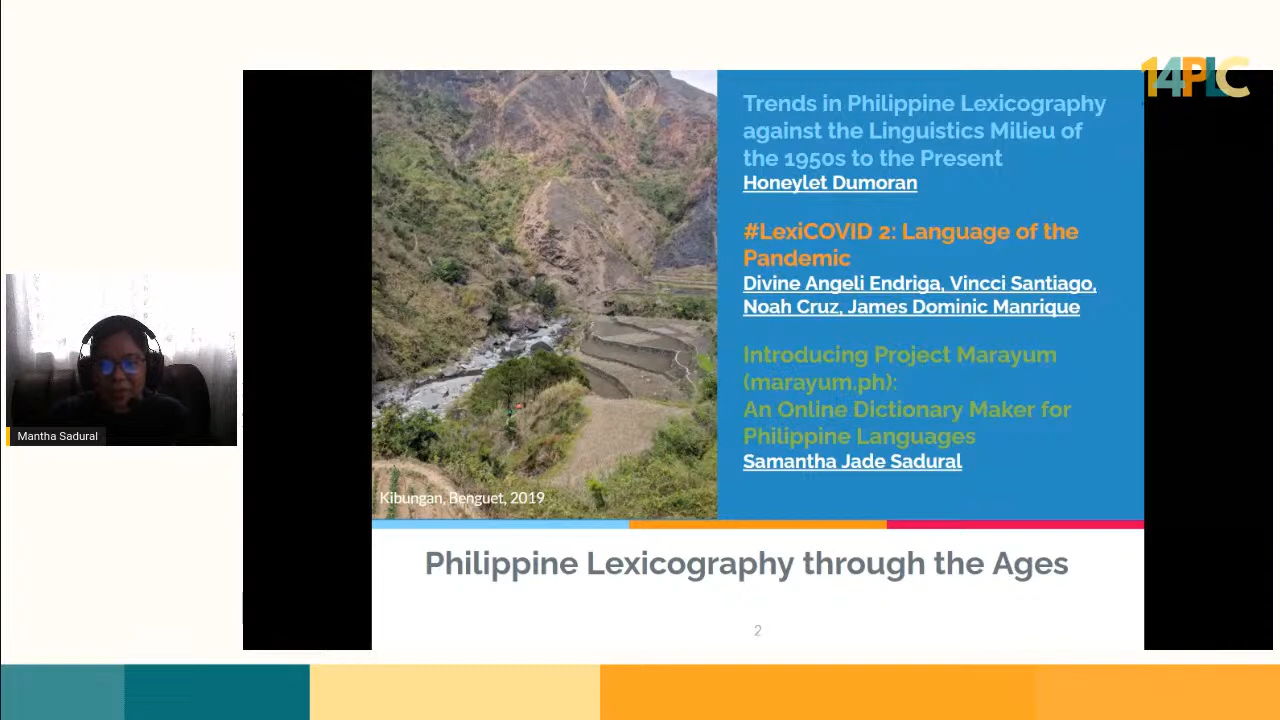 14PLC
Trends in Philippine Lexicography
against the Linguistics Milieu of
the 1950s to the Present
Honeylet Dumoran
#LexiCOVID 2: Language of the
Pandemic
Divine Angeli Endriga, Vincci Santiago,
Noah Cruz, James Dominic Manrique
Introducing Project Marayum
(marayum.ph):
An Online Dictionary Maker for
Philippine Languages
Samantha Jade Sadural
Mantha Sadural
Kibungan, Benguet, 2019
Philippine Lexicography through the Ages
2